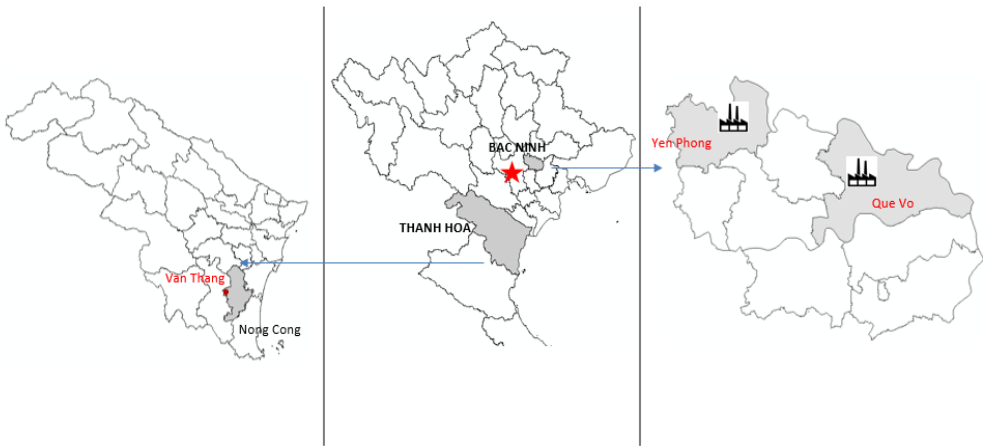 Van Thang
Nong Cong
BAC NINH
THANH HOA
Yen Phong
Que Vo